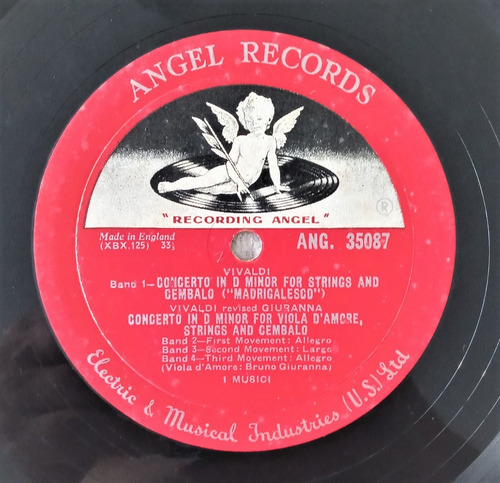 ANGEL RECORDS
"RECORDING ANGEL"
®
Made in England
(XBX.125) 33⅓
ANG. 35087
VIVALDI
Band 1—CONCERTO IN D MINOR FOR STRINGS AND
CEMBALO ("MADRIGALESCO")
VIVALDI revised GIURANNA
CONCERTO IN D MINOR FOR VIOLA D'AMORE,
STRINGS AND CEMBALO
Band 2—First Movement: Allegro
Band 3—Second Movement: Largo
Band 4—Third Movement: Allegro
(Viola d'Amore: Bruno Giuranna)
I MUSICI
Electric & Musical Industries (U.S.) Ltd